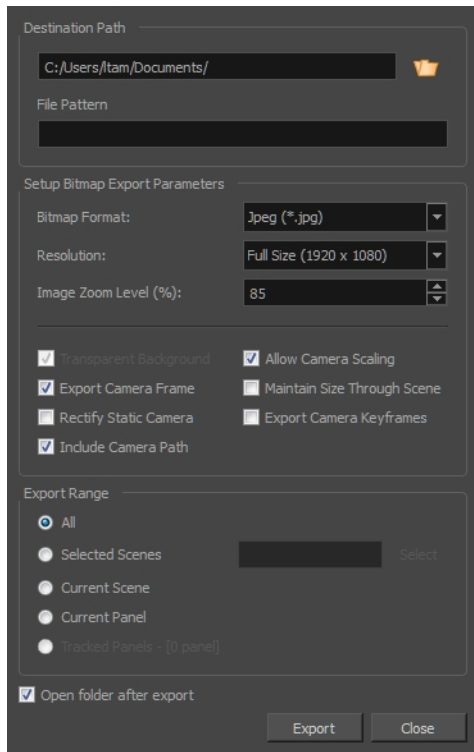 Destination Path
C:/Users/ltam/Documents/
File Pattern
Setup Bitmap Export Parameters
Bitmap Format: Jpeg (*.jpg)
Resolution: Full Size (1920 x 1080)
Image Zoom Level (%): 85
Transparent Background Allow Camera Scaling
Export Camera Frame Maintain Size Through Scene
Rectify Static Camera Export Camera Keyframes
Include Camera Path
Export Range
All
Selected Scenes Select
Current Scene
Current Panel
Tracked Panels - [0 panel]
Open folder after export
Export Close